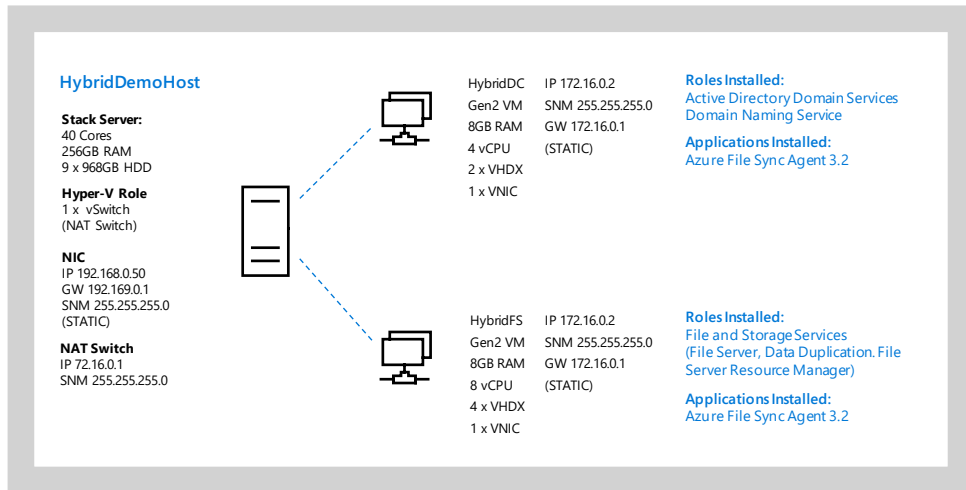 HybridDemoHost
Stack Server:
40 Cores
256GB RAM
9 x 968GB HDD
Hyper-V Role
1 x vSwitch
(NAT Switch)
NIC
IP 192.168.0.50
GW 192.169.0.1
SNM 255.255.255.0
(STATIC)
NAT Switch
IP 72.16.0.1
SNM 255.255.255.0
HybridDC
Gen2 VM
8GB RAM
4 vCPU
2 x VHDX
1 x VNIC
IP 172.16.0.2
SNM 255.255.255.0
GW 172.16.0.1
(STATIC)
Roles Installed:
Active Directory Domain Services
Domain Naming Service
Applications Installed:
Azure File Sync Agent 3.2
HybridFS
Gen2 VM
8GB RAM
8 vCPU
4 x VHDX
1 x VNIC
IP 172.16.0.2
SNM 255.255.255.0
GW 172.16.0.1
(STATIC)
Roles Installed:
File and Storage Services
(File Server, Data Duplication. File
Server Resource Manager)
Applications Installed:
Azure File Sync Agent 3.2